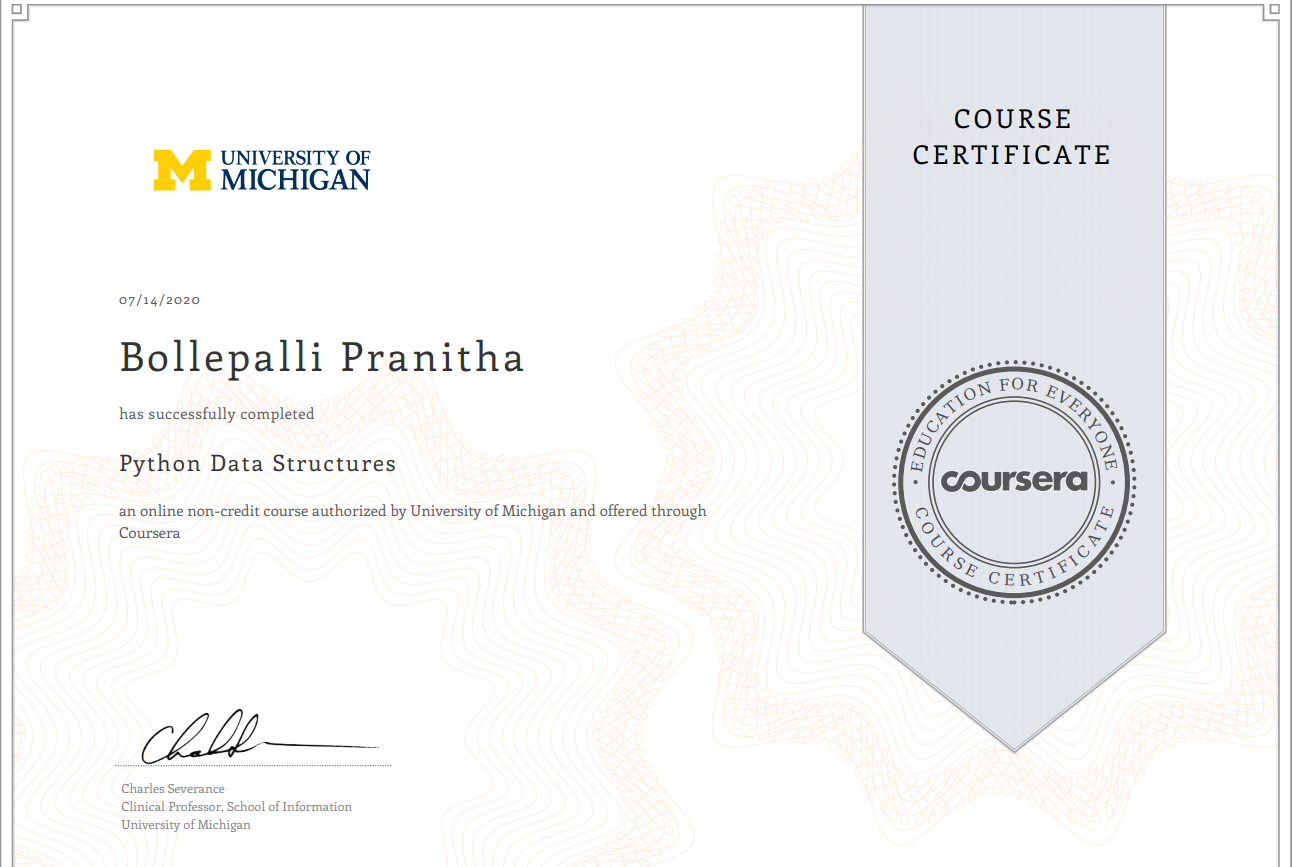 COURSE
CERTIFICATE
UNIVERSITY OF
MICHIGAN
07/14/2020
Bollepalli Pranitha
has successfully completed
Python Data Structures
an online non-credit course authorized by University of Michigan and offered through
Coursera
EDUCATION FOR EVERYONE
coursera
COURSE CERTIFICATE
Charles Severance
Clinical Professor, School of Information
University of Michigan